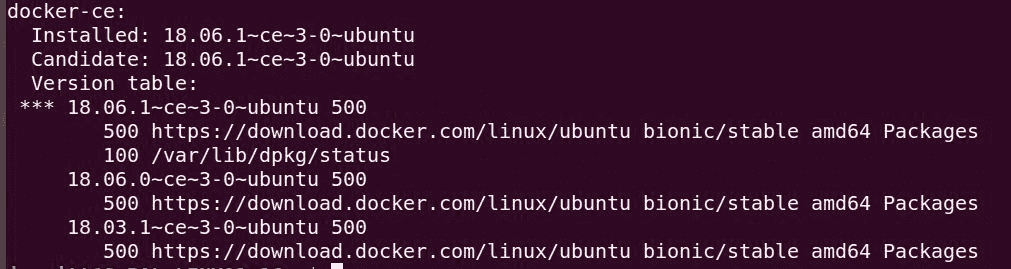 docker-ce:
Installed: 18.06.1~ce~3-0~ubuntu
Candidate: 18.06.1~ce~3-0~ubuntu
Version table:
*** 18.06.1~ce~3-0~ubuntu 500
500 https://download.docker.com/linux/ubuntu bionic/stable amd64 Packages
100 /var/lib/dpkg/status
18.06.0~ce~3-0~ubuntu 500
500 https://download.docker.com/linux/ubuntu bionic/stable amd64 Packages
18.03.1~ce~3-0~ubuntu 500
500 https://download.docker.com/linux/ubuntu bionic/stable amd64 Packages